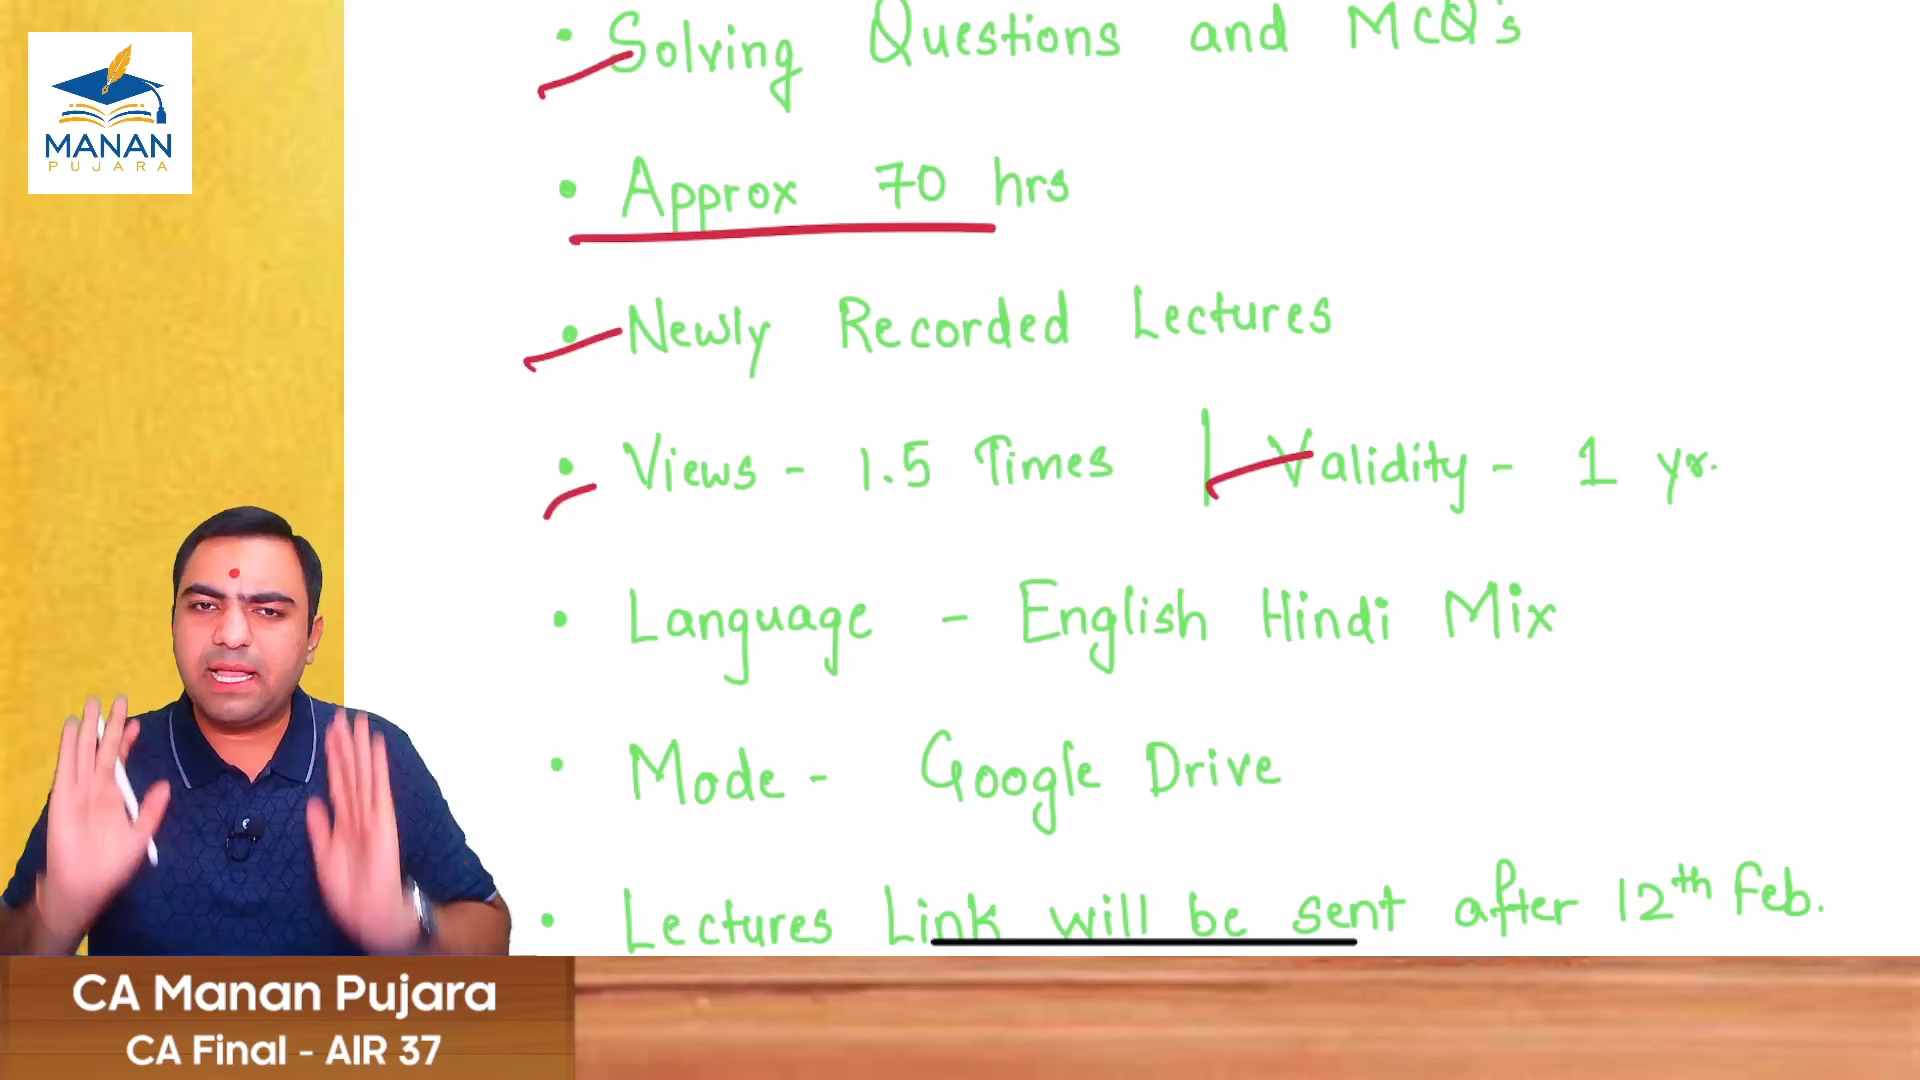 MANAN
PUJARA
• Solving Questions and MCQ's
• Approx 70 hrs
• Newly Recorded Lectures
• Views - 1.5 Times | Validity - 1 yr.
• Language - English Hindi Mix
• Mode - Google Drive
• Lectures Link will be sent after 12th Feb.
CA Manan Pujara
CA Final - AIR 37